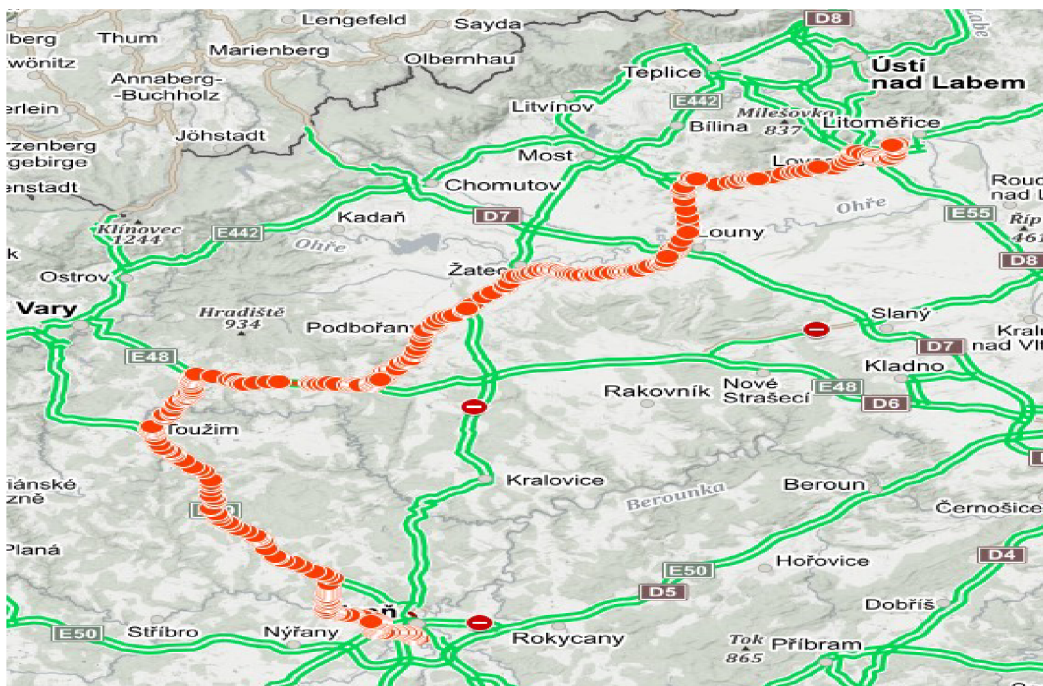 D8
Labe
Lengefeld
Sayda
lberg
Thum
Marienberg
Olbernhau
wönitz
Ústí
nad Labem
Teplice
Annaberg-
-Buchholz
Litvínov
E442
Milešovka
837
Litoměřice
erlein
Bílina
Jöhstadt
rzenberg
gebirge
Most
Chomutov
enstadt
Roud
nad L
Ohře
Kadaň
D7
E55
Říp
461
Klínovec
1244
E442
Ohře
Louny
D8
k
Ostrov
Žatec
Hradiště
934
Vary
Podbořany
Slaný
Kralu
nad Vlt
D7
E48
Kladno
Rakovník
Nové
Strašecí
E48
D6
Toužim
D
riánské
zně
Kralovice
Berounka
Beroun
Černošice
Planá
Hořovice
D4
E50
D5
Dobříš
E50
Stříbro
Nýřany
Rokycany
Tok
865
Příbram